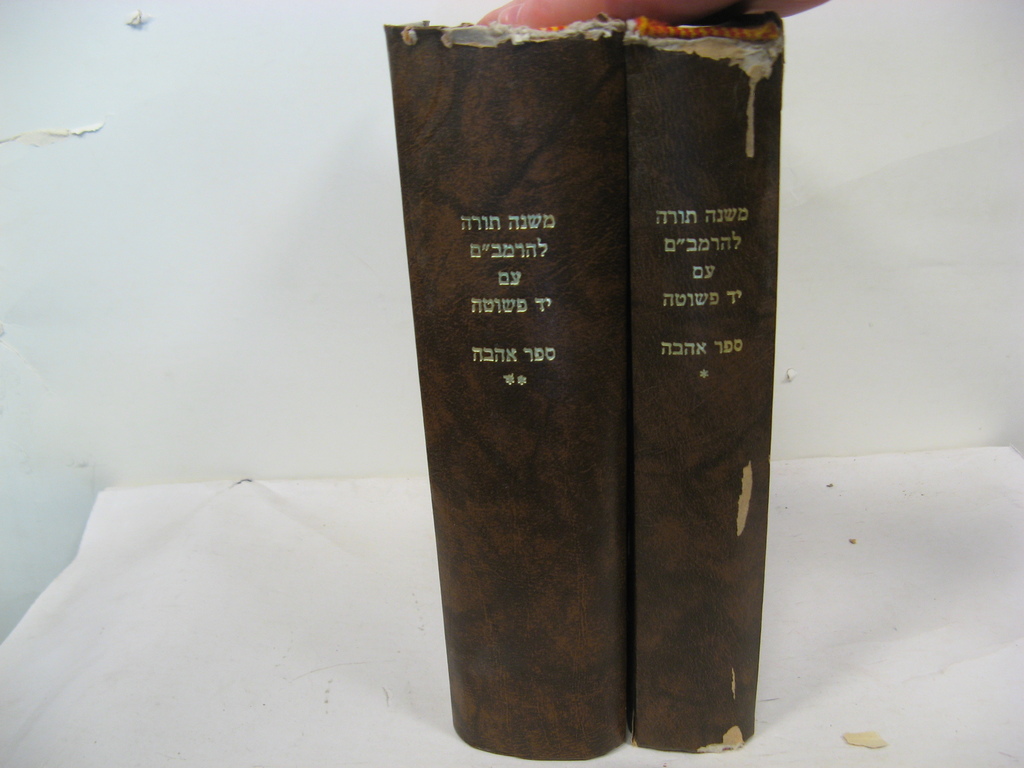 משנה תורה
להרמב"ם
עם
יד פשוטה
ספר אהבה
*
משנה תורה
להרמב"ם
עם
יד פשוטה
ספר אהבה
**